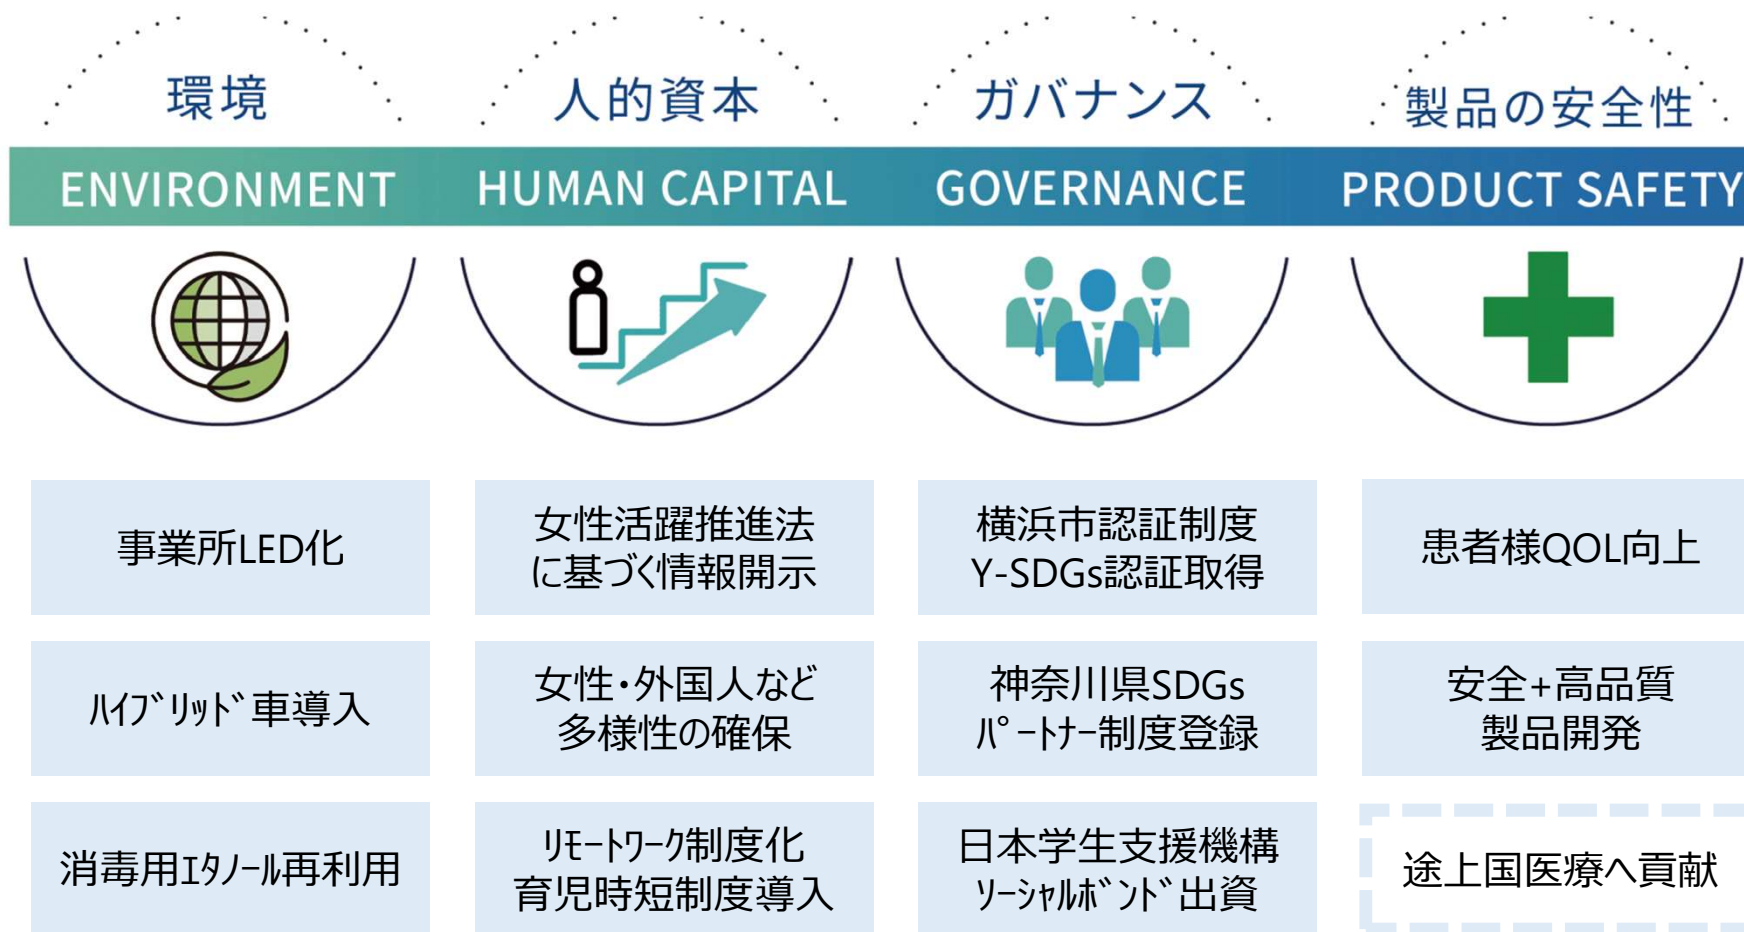 環境
人的資本
ガバナンス
製品の安全性
ENVIRONMENT
HUMAN CAPITAL
GOVERNANCE
PRODUCT SAFETY
事業所LED化
女性活躍推進法
に基づく情報開示
横浜市認証制度
Y-SDGs認証取得
患者様QOL向上
ﾊｲﾌﾞﾘｯﾄﾞ車導入
女性・外国人など
多様性の確保
神奈川県SDGs
ﾊﾟｰﾄﾅｰ制度登録
安全+高品質
製品開発
消毒用ｴﾀﾉｰﾙ再利用
ﾘﾓｰﾄﾜｰｸ制度化
育児時短制度導入
日本学生支援機構
ｿｰｼｬﾙﾎﾞﾝﾄﾞ出資
途上国医療へ貢献